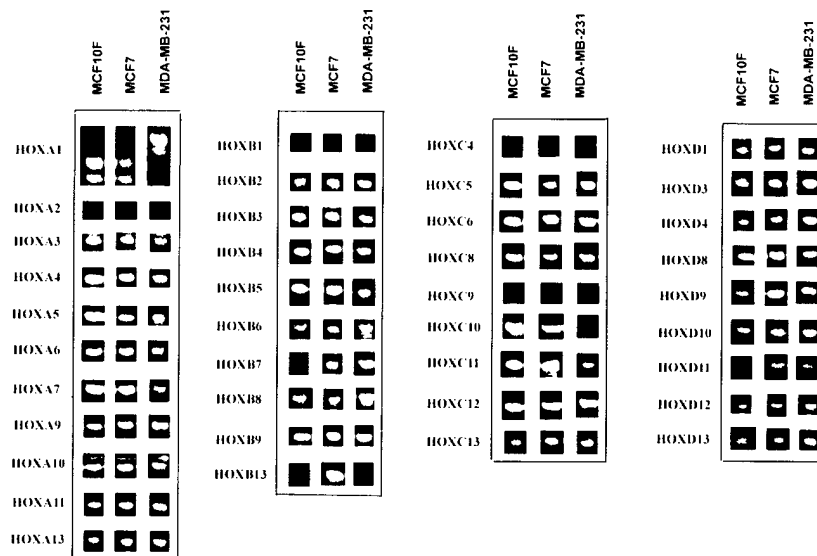 MCF10F
MCF7
MDA-MB-231
HOXA1
HOXA2
HOXA3
HOXA4
HOXA5
HOXA6
HOXA7
HOXA9
HOXA10
HOXA11
HOXA13
MCF10F
MCF7
MDA-MB-231
HOXB1
HOXB2
HOXB3
HOXB4
HOXB5
HOXB6
HOXB7
HOXB8
HOXB9
HOXB13
MCF10F
MCF7
MDA-MB-231
HOXC4
HOXC5
HOXC6
HOXC8
HOXC9
HOXC10
HOXC11
HOXC12
HOXC13
MCF10F
MCF7
MDA-MB-231
HOXD1
HOXD3
HOXD4
HOXD8
HOXD9
HOXD10
HOXD11
HOXD12
HOXD13